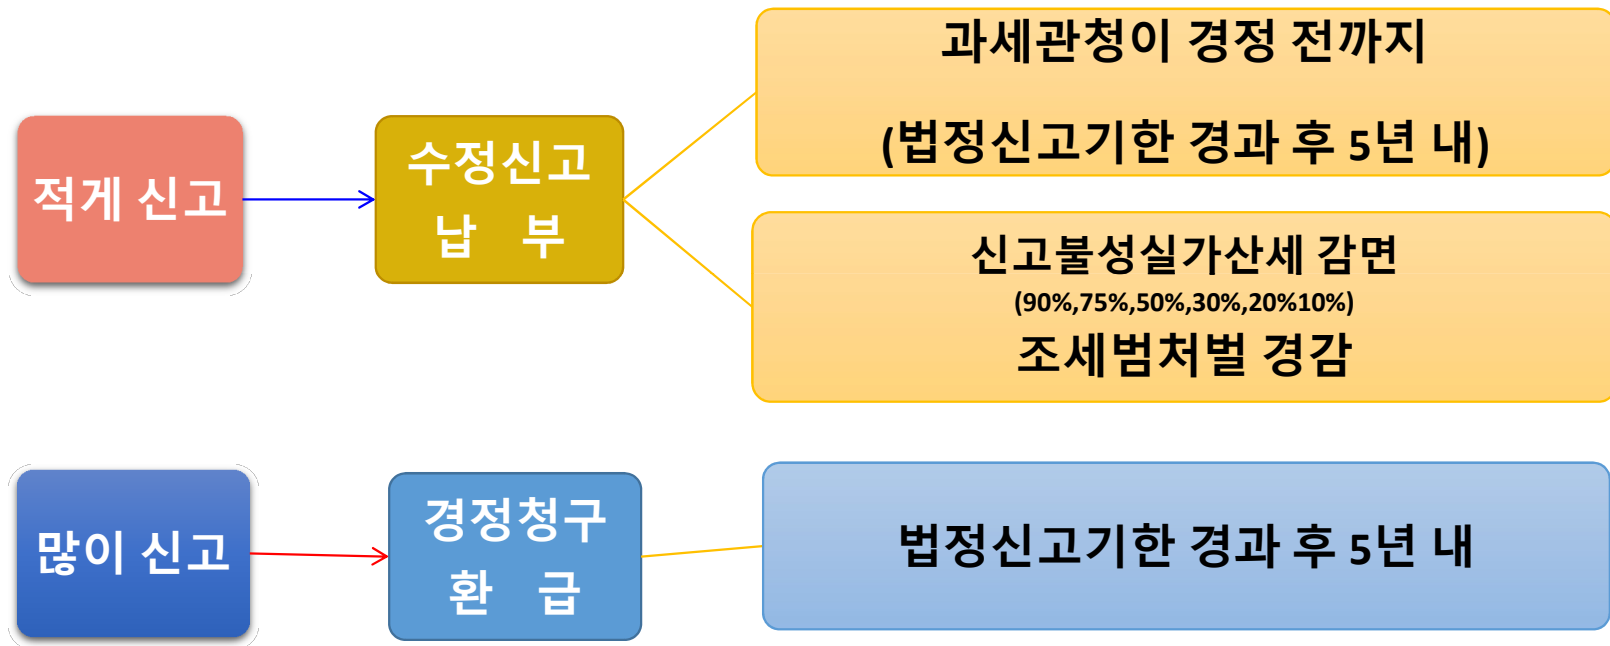 적게 신고
수정신고
납 부
과세관청이 경정 전까지
(법정신고기한 경과 후 5년 내)
신고불성실가산세 감면
(90%,75%,50%,30%,20%10%)
조세범처벌 경감
많이 신고
경정청구
환 급
법정신고기한 경과 후 5년 내